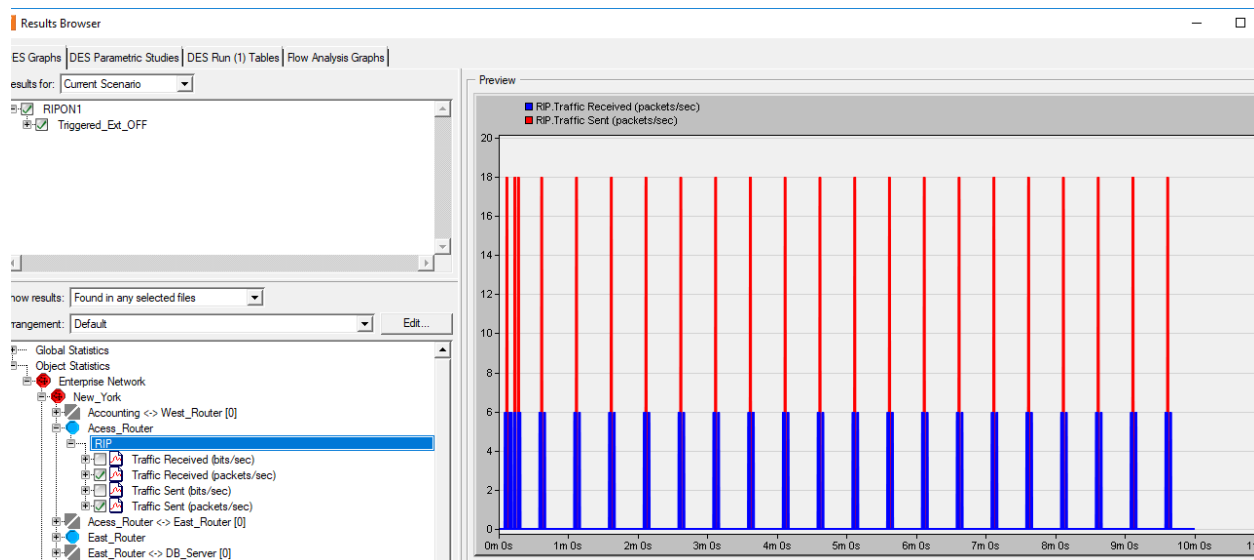 Results Browser
ES Graphs DES Parametric Studies DES Run (1) Tables Flow Analysis Graphs
esults for: Current Scenario
RIPON1
Triggered_Ext_OFF
ow results: Found in any selected files
rrangement: Default Edit...
Global Statistics
Object Statistics
Enterprise Network
New_York
Accounting <-> West_Router [0]
Acess_Router
RIP
Traffic Received (bits/sec)
Traffic Received (packets/sec)
Traffic Sent (bits/sec)
Traffic Sent (packets/sec)
Acess_Router <-> East_Router [0]
East_Router
East_Router <-> DB_Server [0]
Preview
RIP.Traffic Received (packets/sec)
RIP.Traffic Sent (packets/sec)
20
18
16
14
12
10
8
6
4
2
0
0m 0s 1m 0s 2m 0s 3m 0s 4m 0s 5m 0s 6m 0s 7m 0s 8m 0s 9m 0s 10m 0s 1